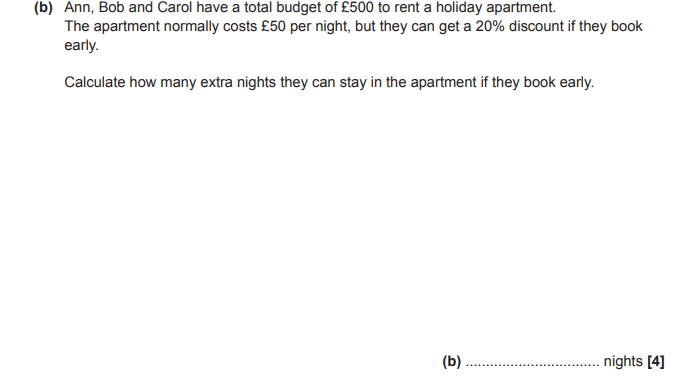 (b) Ann, Bob and Carol have a total budget of £500 to rent a holiday apartment.
The apartment normally costs £50 per night, but they can get a 20% discount if they book
early.
Calculate how many extra nights they can stay in the apartment if they book early.
(b) ................................ nights [4]